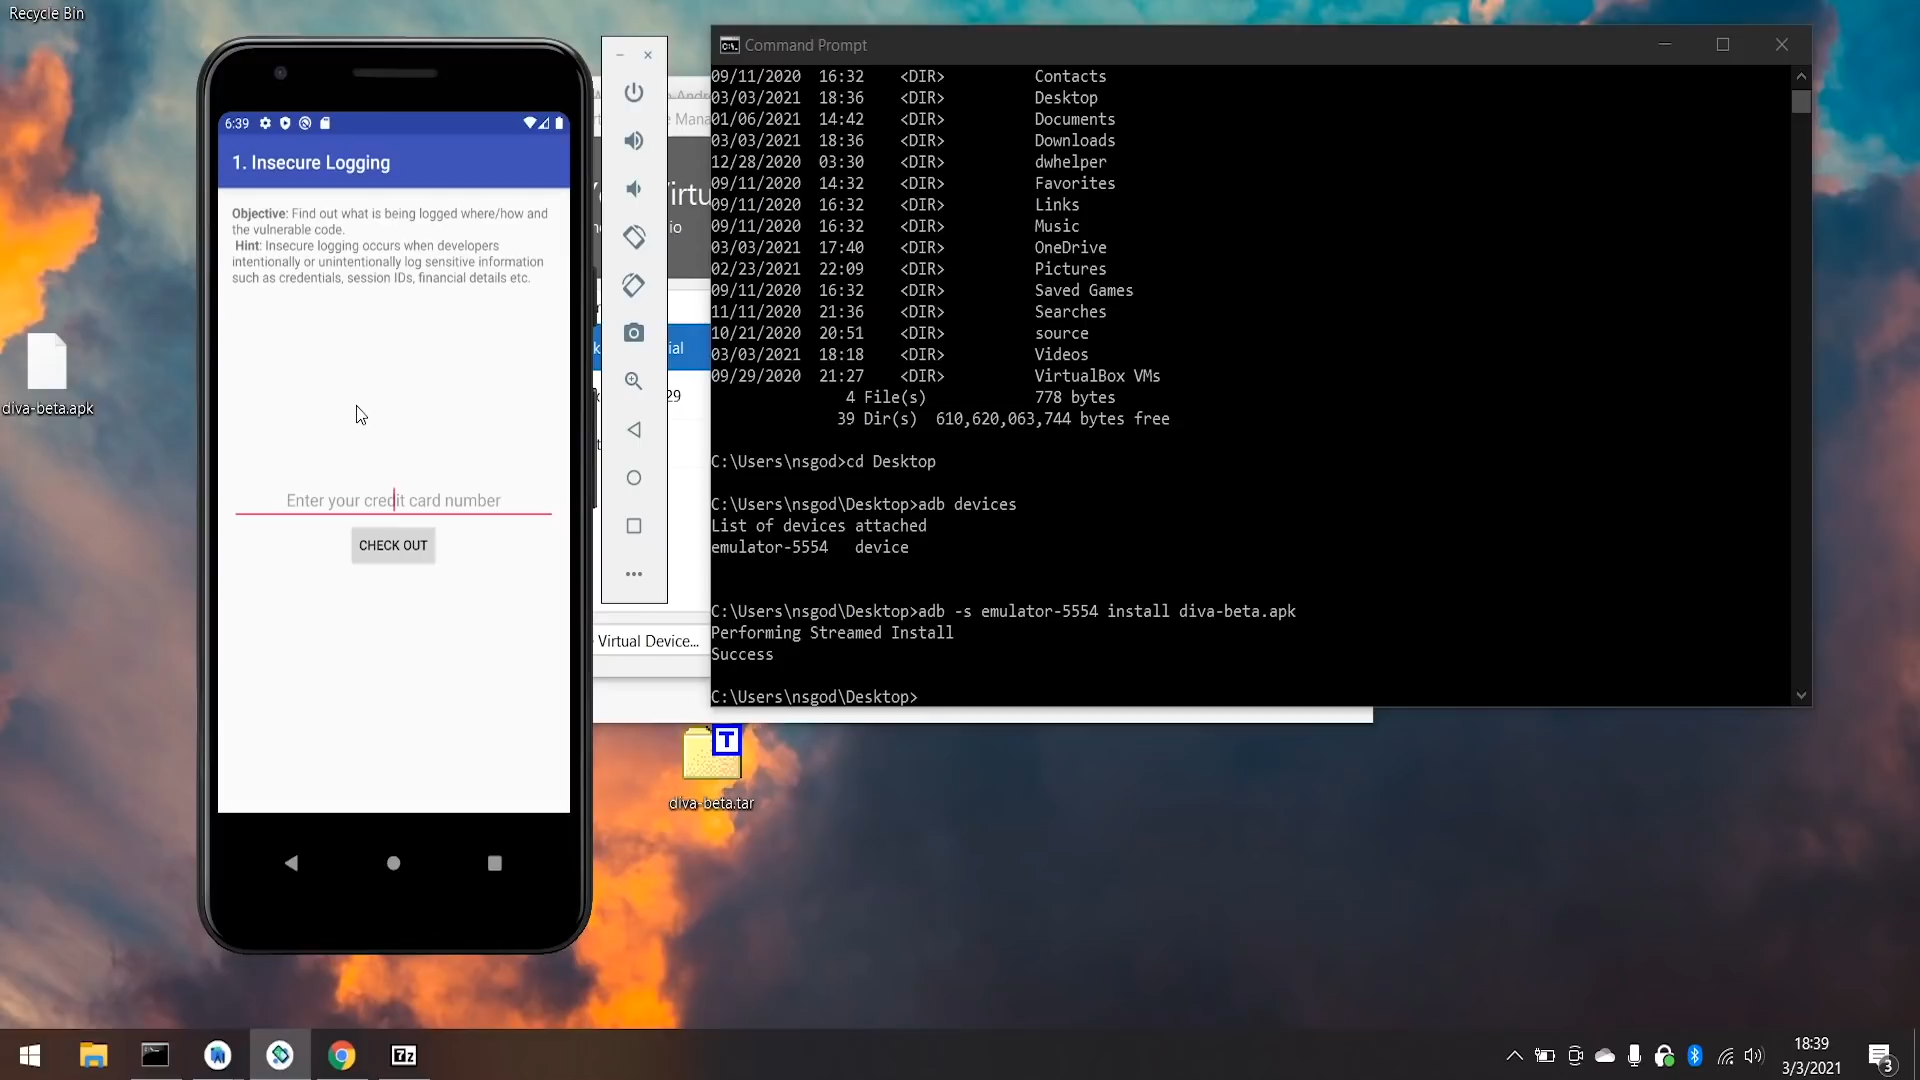 Recycle Bin
diva-beta.apk
6:39
1. Insecure Logging
Objective: Find out what is being logged where/how and
the vulnerable code.
Hint: Insecure logging occurs when developers
intentionally or unintentionally log sensitive information
such as credentials, session IDs, financial details etc.
Enter your credit card number
CHECK OUT
Virtual Device...
Command Prompt
09/11/2020 16:32 <DIR> Contacts
03/03/2021 18:36 <DIR> Desktop
01/06/2021 14:42 <DIR> Documents
03/03/2021 18:36 <DIR> Downloads
12/28/2020 03:30 <DIR> dwhelper
09/11/2020 14:32 <DIR> Favorites
09/11/2020 16:32 <DIR> Links
09/11/2020 16:32 <DIR> Music
03/03/2021 17:40 <DIR> OneDrive
02/23/2021 22:09 <DIR> Pictures
09/11/2020 16:32 <DIR> Saved Games
11/11/2020 21:36 <DIR> Searches
10/21/2020 20:51 <DIR> source
03/03/2021 18:18 <DIR> Videos
09/29/2020 21:27 <DIR> VirtualBox VMs
4 File(s) 778 bytes
39 Dir(s) 610,620,063,744 bytes free
C:\Users\nsgod>cd Desktop
C:\Users\nsgod\Desktop>adb devices
List of devices attached
emulator-5554 device
C:\Users\nsgod\Desktop>adb -s emulator-5554 install diva-beta.apk
Performing Streamed Install
Success
C:\Users\nsgod\Desktop>
T
diva-beta.tar
7z
18:39
3/3/2021
3